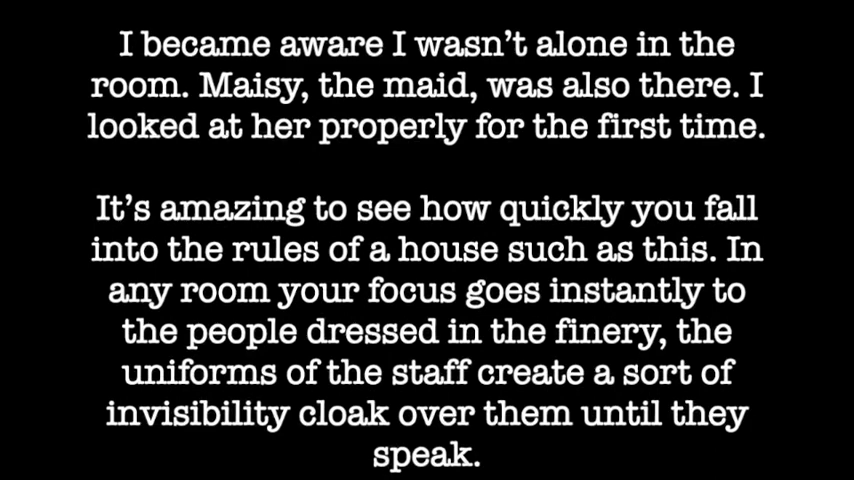 I became aware I wasn’t alone in the
room. Maisy, the maid, was also there. I
looked at her properly for the first time.
It’s amazing to see how quickly you fall
into the rules of a house such as this. In
any room your focus goes instantly to
the people dressed in the finery, the
uniforms of the staff create a sort of
invisibility cloak over them until they
speak.